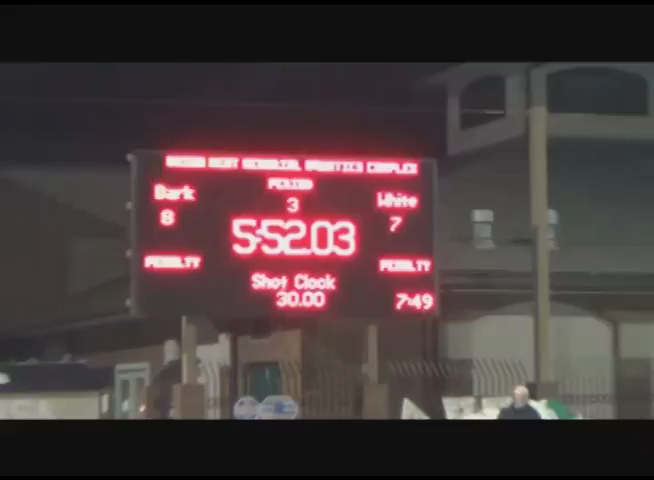 MEMORIAL AQUATICS COMPLEX
PERIOD
Dark
3
White
8
7
5:52.03
PENALTY
PENALTY
Shot Clock
30.00
7:49